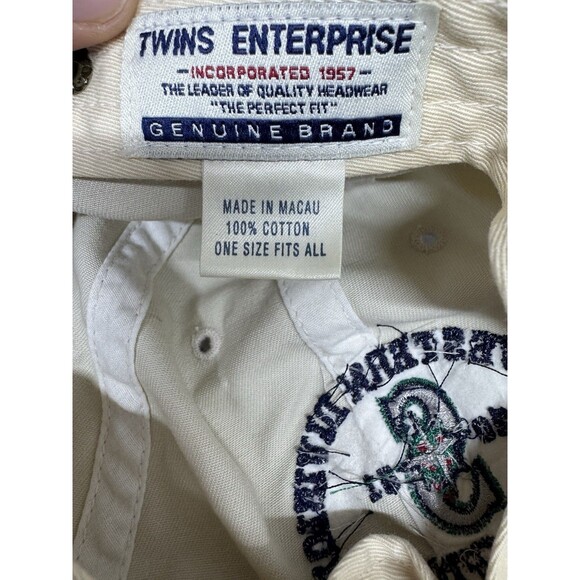 TWINS ENTERPRISE
-INCORPORATED 1957-
THE LEADER OF QUALITY HEADWEAR
"THE PERFECT FIT"
GENUINE BRAND
MADE IN MACAU
100% COTTON
ONE SIZE FITS ALL